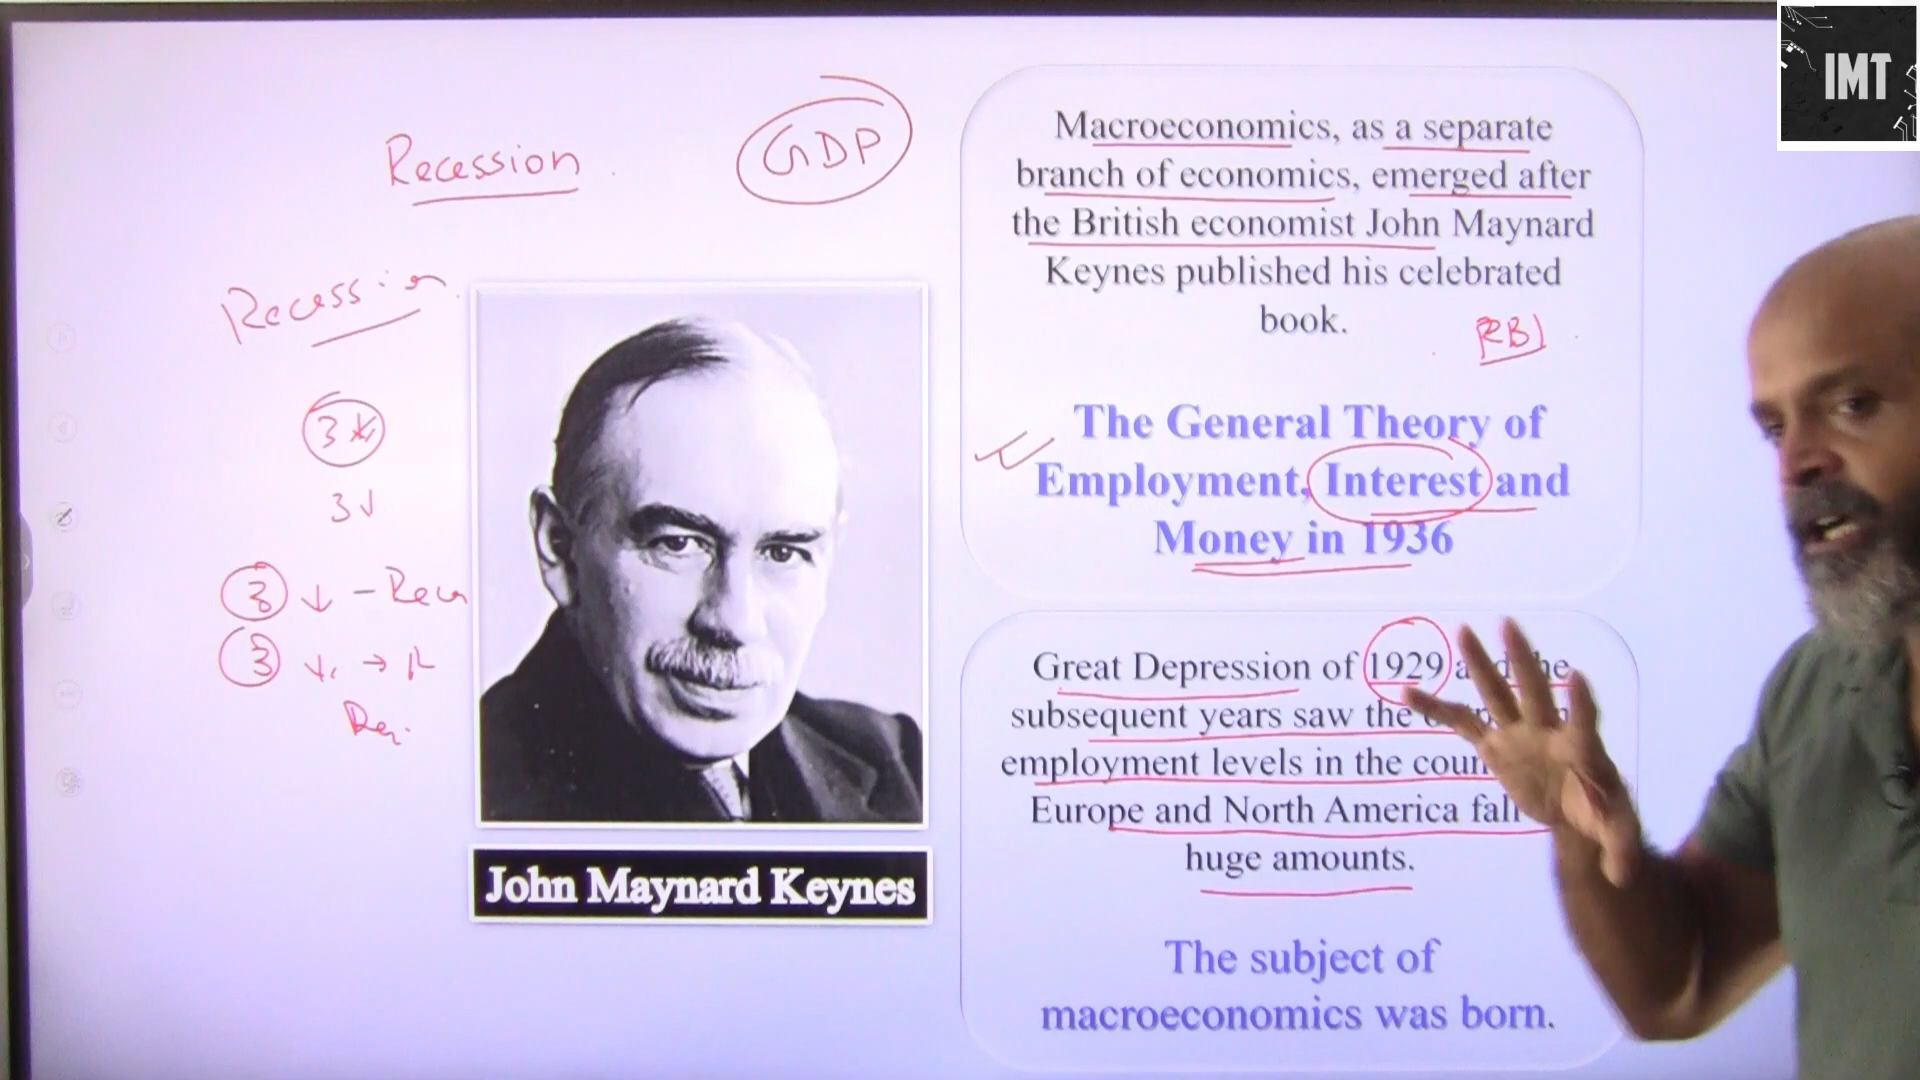 IMT
Recession
GDP
Macroeconomics, as a separate
branch of economics, emerged after
the British economist John Maynard
Keynes published his celebrated
book.
RBI
Recession
The General Theory of
Employment, Interest and
Money in 1936
3
3↓
3 ↓ -
3 ↓ →
Great Depression of 1929
subsequent years saw the
employment levels in the
Europe and North America fall
huge amounts.
John Maynard Keynes
The subject of
macroeconomics was born.